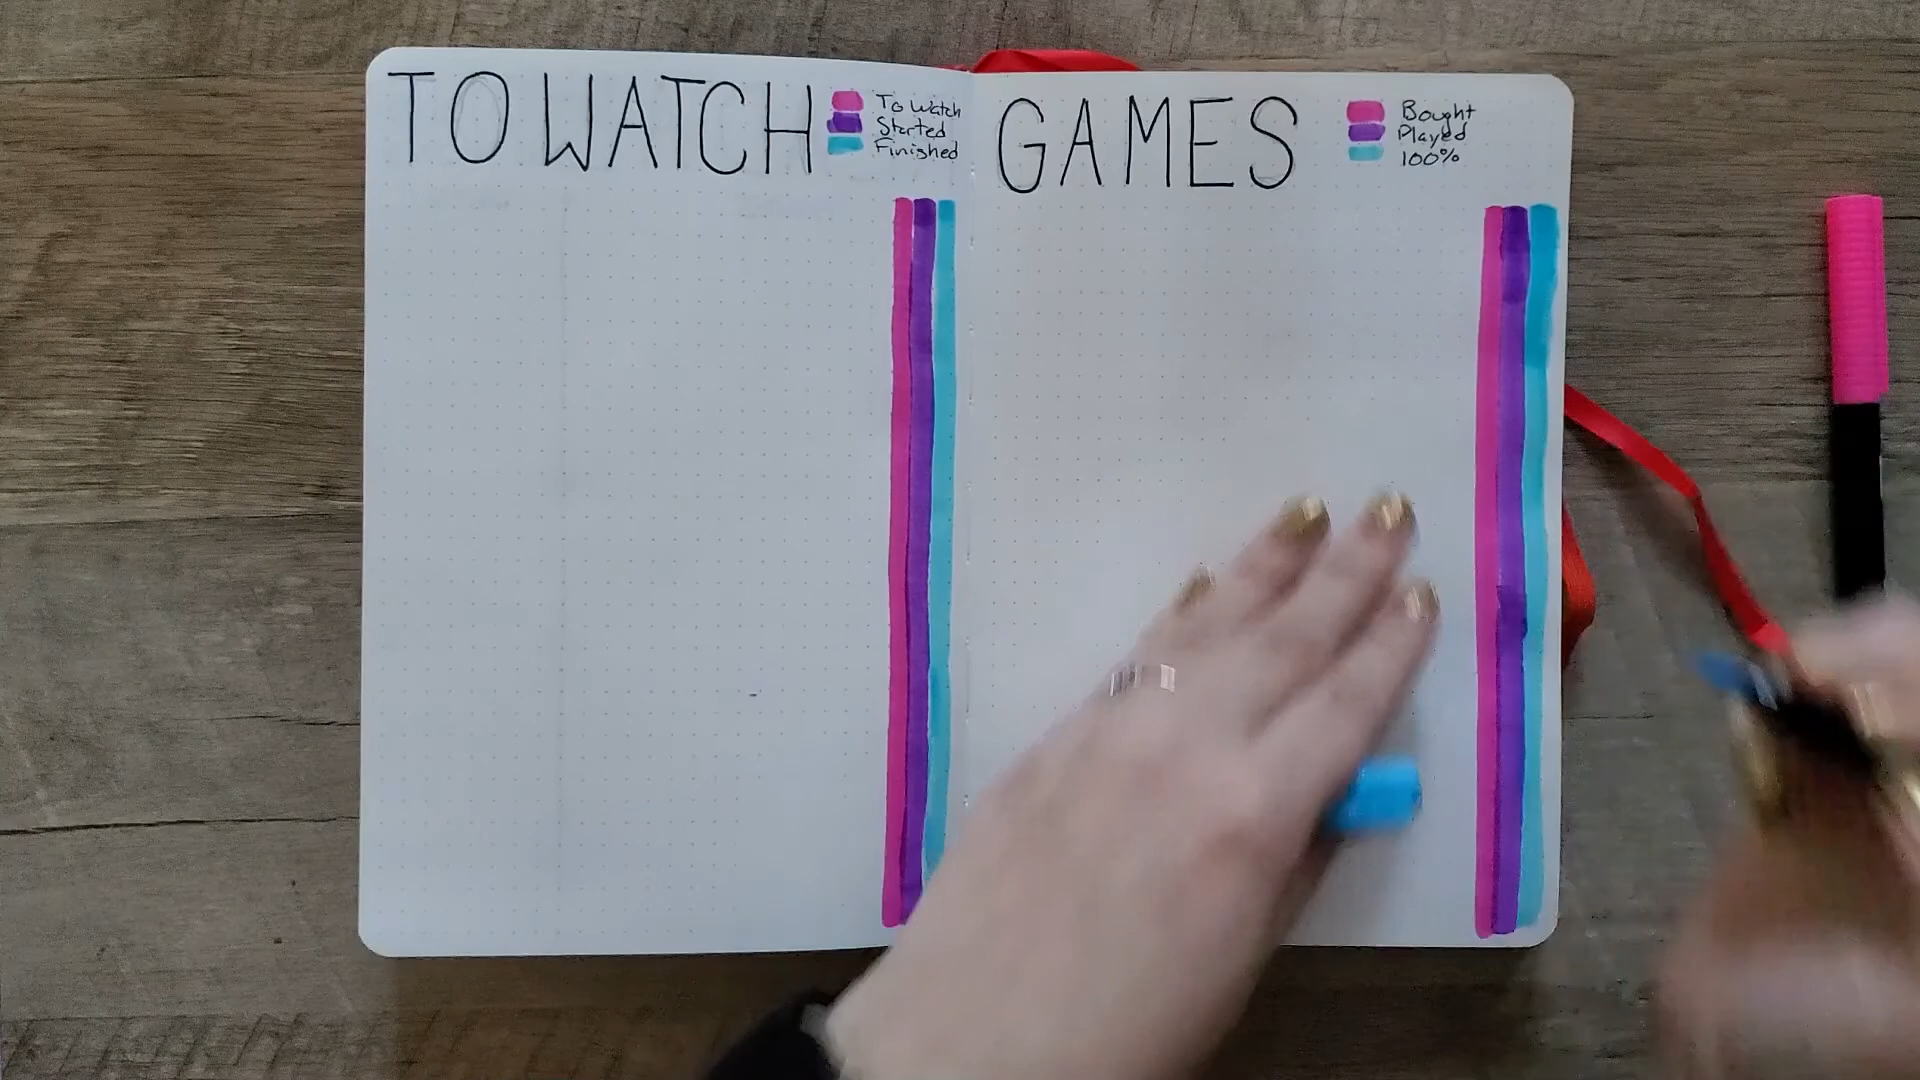 TO WATCH
To Watch
Started
Finished
GAMES
Bought
Played
100%